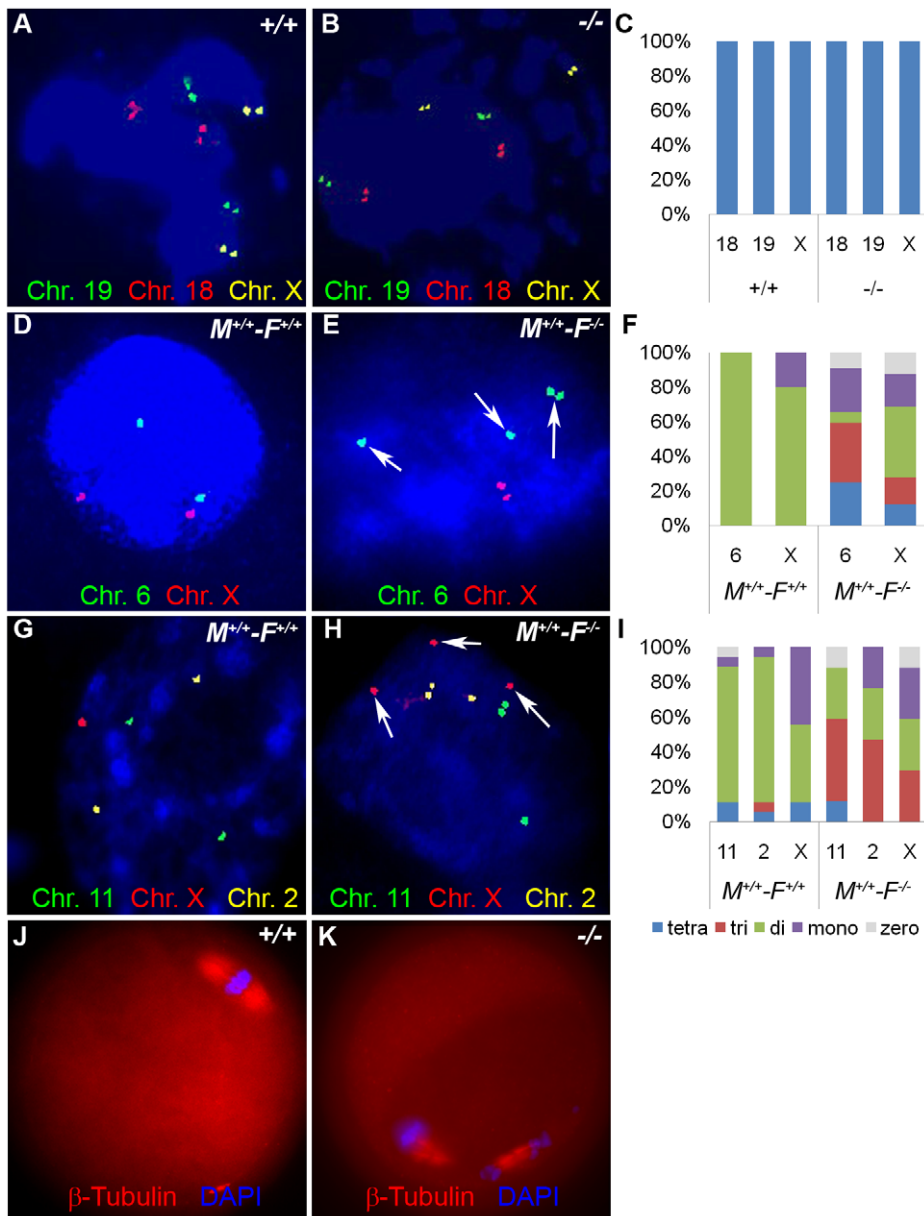 A +/+
B -/-
C
100%
80%
60%
40%
20%
0%
18 19 X 18 19 X
+/+ -/-
Chr. 19 Chr. 18 Chr. X
Chr. 19 Chr. 18 Chr. X
D M+/+-F+/+
E M+/+-F-/-
F
100%
80%
60%
40%
20%
0%
6 X 6 X
M+/+-F+/+ M+/+-F-/-
Chr. 6 Chr. X
Chr. 6 Chr. X
G M+/+-F+/+
H M+/+-F-/-
I
100%
80%
60%
40%
20%
0%
11 2 X 11 2 X
M+/+-F+/+ M+/+-F-/-
tetra tri di mono zero
Chr. 11 Chr. X Chr. 2
Chr. 11 Chr. X Chr. 2
J +/+
K -/-
β-Tubulin DAPI
β-Tubulin DAPI